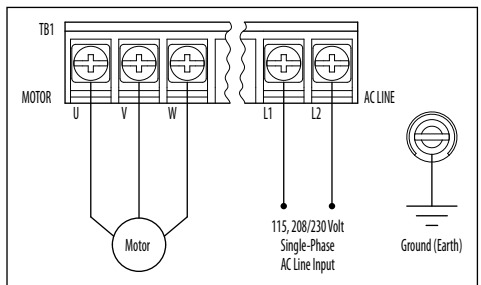 TB1
MOTOR
U
V
W
L1
L2
AC LINE
Motor
115, 208/230 Volt
Single-Phase
AC Line Input
Ground (Earth)